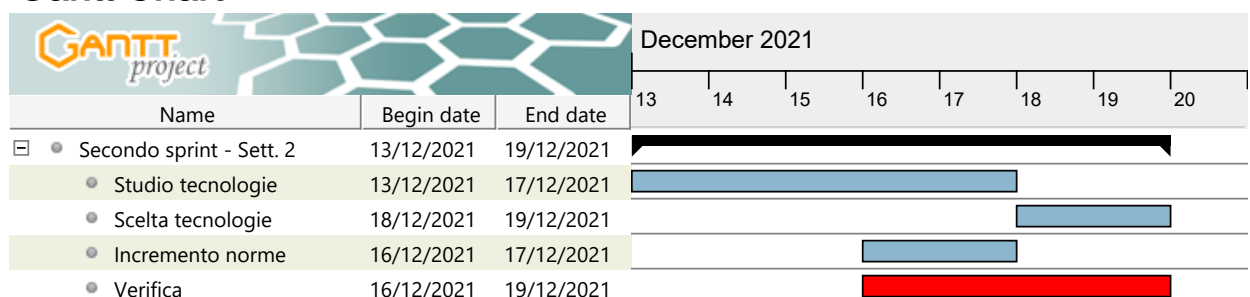 GANTT
project
December 2021
13 14 15 16 17 18 19 20
Name Begin date End date
Secondo sprint - Sett. 2 13/12/2021 19/12/2021
Studio tecnologie 13/12/2021 17/12/2021
Scelta tecnologie 18/12/2021 19/12/2021
Incremento norme 16/12/2021 17/12/2021
Verifica 16/12/2021 19/12/2021